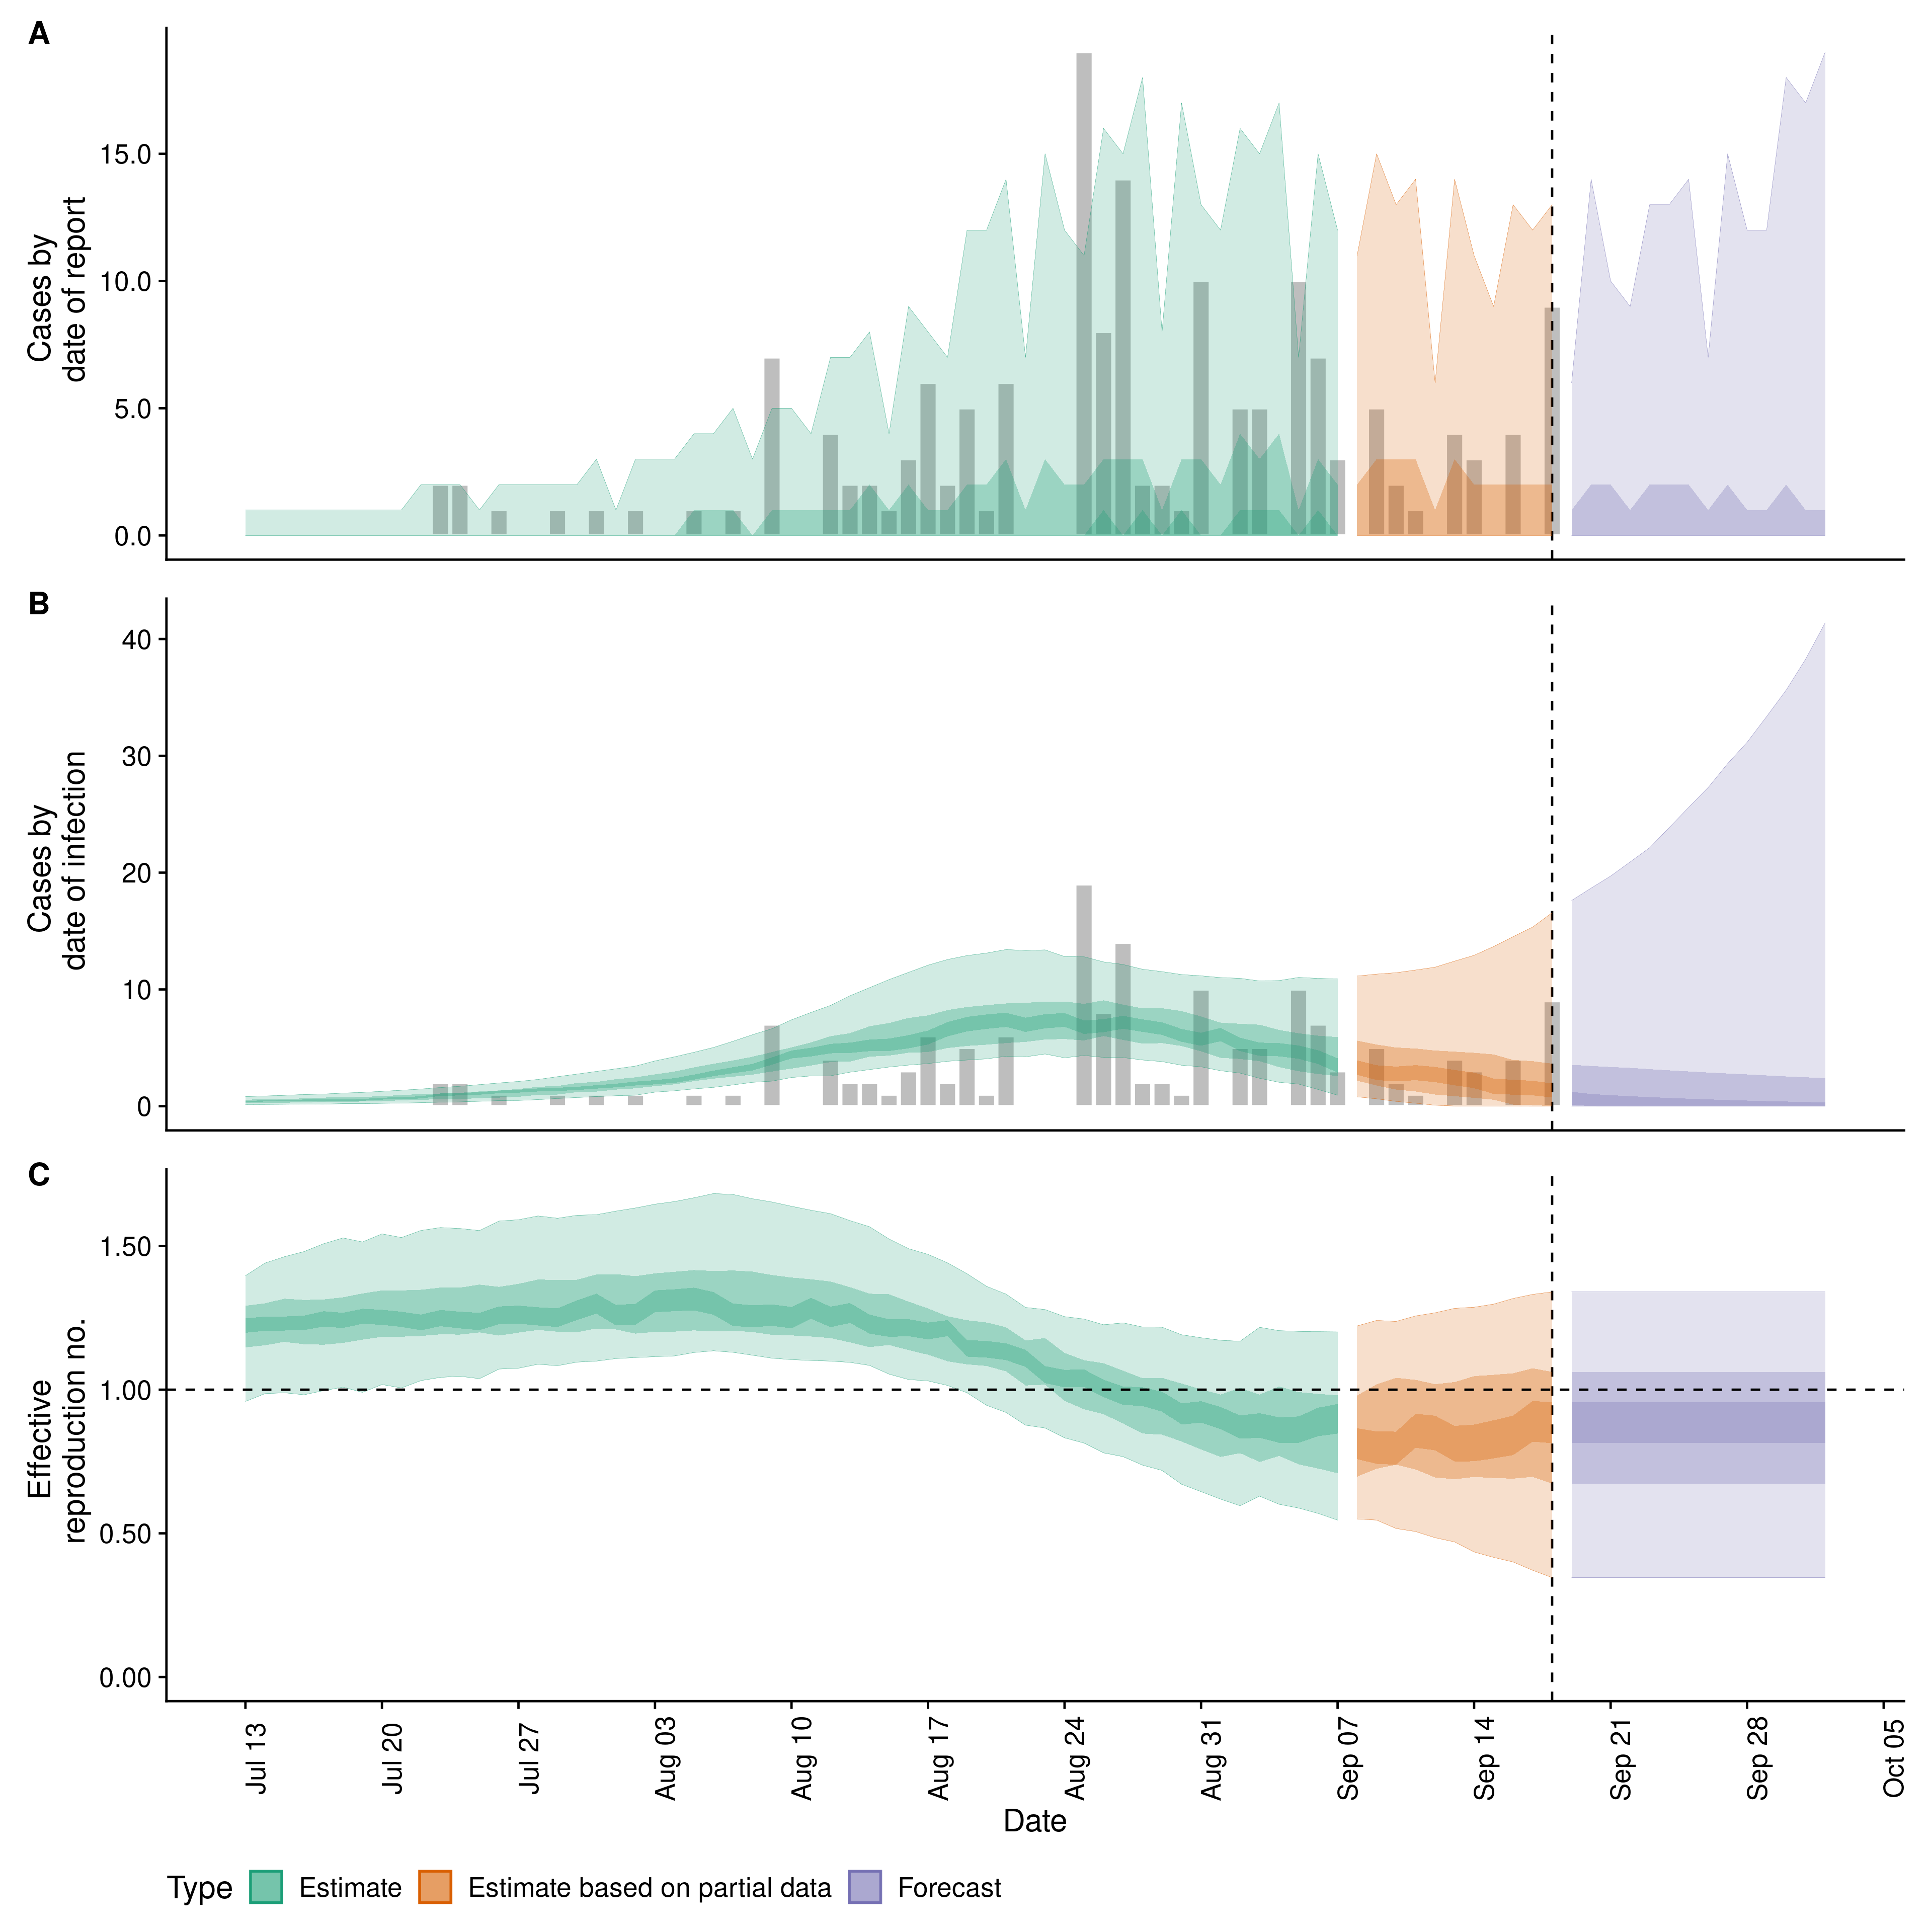 A
Cases by
date of report
15.0
10.0
5.0
0.0
B
Cases by
date of infection
40
30
20
10
0
C
Effective
reproduction no.
1.50
1.00
0.50
0.00
Jul 13
Jul 20
Jul 27
Aug 03
Aug 10
Aug 17
Aug 24
Aug 31
Sep 07
Sep 14
Sep 21
Sep 28
Oct 05
Date
Type Estimate Estimate based on partial data Forecast